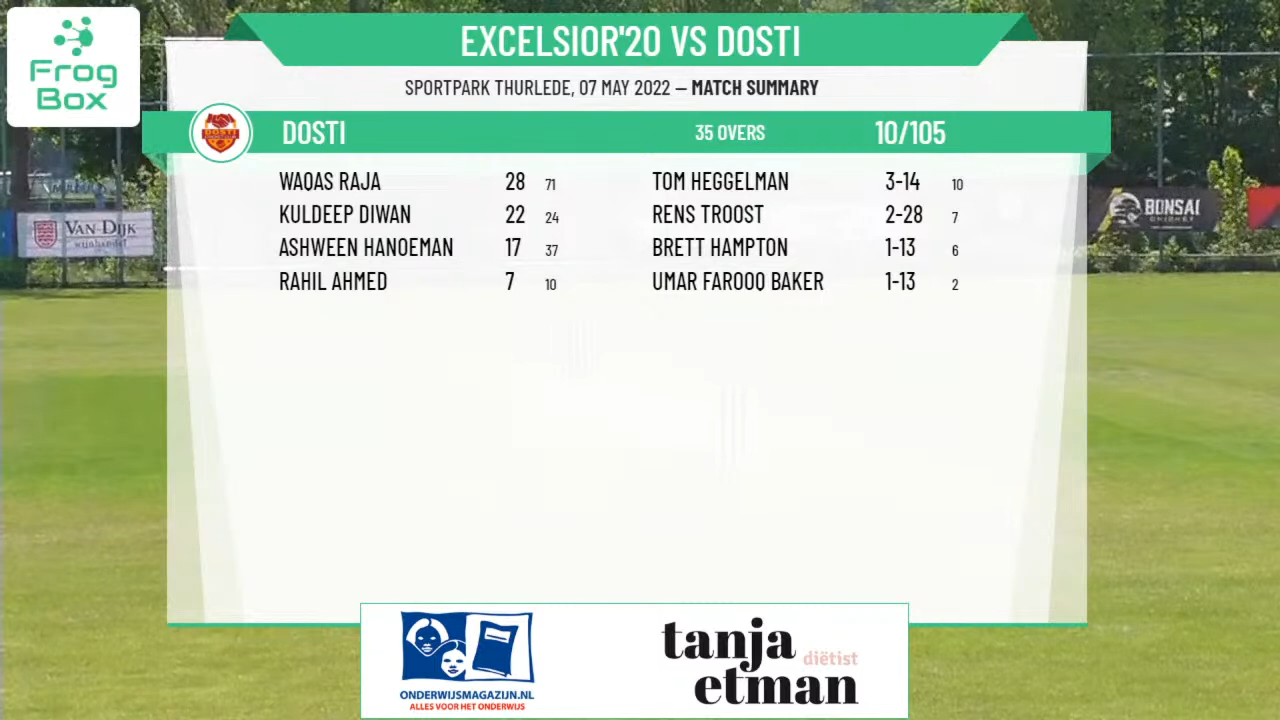 Frog
Box
EXCELSIOR'20 VS DOSTI
SPORTPARK THURLEDE, 07 MAY 2022 – MATCH SUMMARY
DOSTI
DOSTI 35 OVERS 10/105
WAQAS RAJA 28 71 TOM HEGGELMAN 3-14 10
KULDEEP DIWAN 22 24 RENS TROOST 2-28 7
ASHWEEN HANOEMAN 17 37 BRETT HAMPTON 1-13 6
RAHIL AHMED 7 10 UMAR FAROOQ BAKER 1-13 2
VAN DIJK
wijnhandel
BONSAI
CRICKET
ONDERWIJSMAGAZIJN.NL
ALLES VOOR HET ONDERWIJS
tanja
diëtist
etman